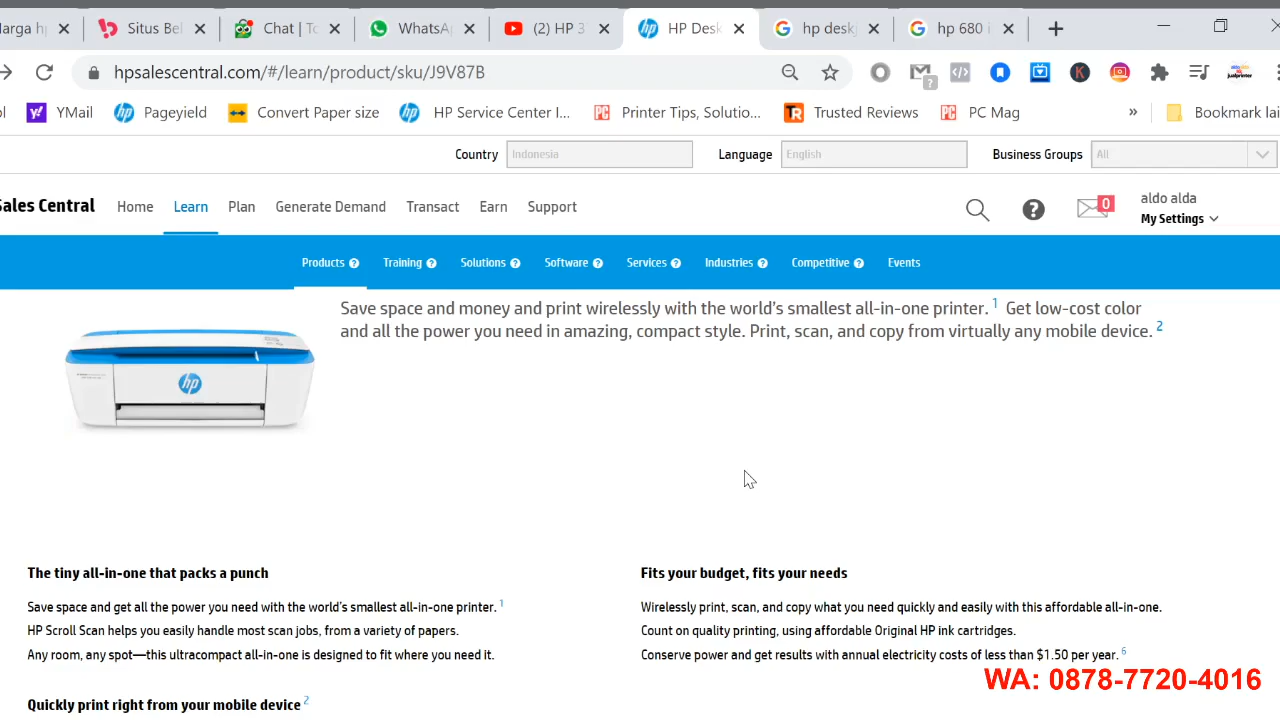 larga h
Situs Bel
Chat | To
WhatsAp
(2) HP 37
HP Desk
hp deskj
hp 680 i
hpsalescentral.com/#/learn/product/sku/J9V87B
YMail
Pageyield
Convert Paper size
HP Service Center I...
Printer Tips, Solutio...
Trusted Reviews
PC Mag
»
Bookmark lai
Country
Indonesia
Language
English
Business Groups
All
Sales Central
Home
Learn
Plan
Generate Demand
Transact
Earn
Support
0
aldo alda
My Settings
Products
Training
Solutions
Software
Services
Industries
Competitive
Events
Save space and money and print wirelessly with the world's smallest all-in-one printer. 1 Get low-cost color
and all the power you need in amazing, compact style. Print, scan, and copy from virtually any mobile device. 2
hp
The tiny all-in-one that packs a punch
Save space and get all the power you need with the world's smallest all-in-one printer. 1
HP Scroll Scan helps you easily handle most scan jobs, from a variety of papers.
Any room, any spot—this ultracompact all-in-one is designed to fit where you need it.
Quickly print right from your mobile device 2
Fits your budget, fits your needs
Wirelessly print, scan, and copy what you need quickly and easily with this affordable all-in-one.
Count on quality printing, using affordable Original HP ink cartridges.
Conserve power and get results with annual electricity costs of less than $1.50 per year. 6
WA: 0878-7720-4016